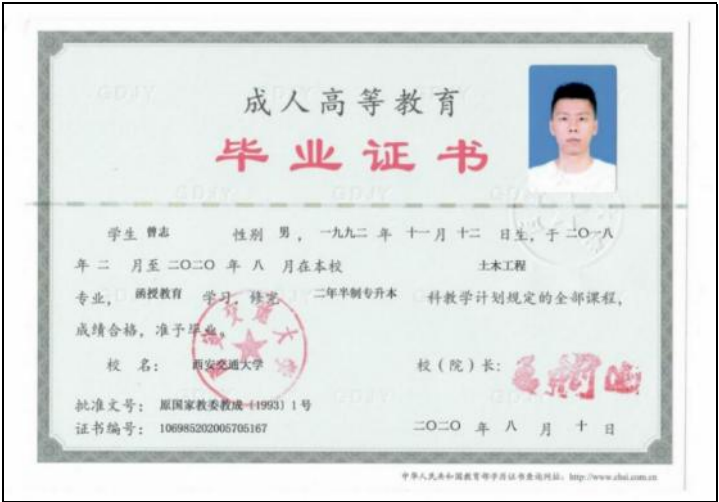 成人高等教育
毕业证书
学生 曾志 性别 男 ，一九九二 年 十一 月 十二 日生，于 二〇一八
年 二 月至 二〇二〇 年 八 月在本校 土木工程
专业， 函授教育 学习，修完 二年半制专升本 科教学计划规定的全部课程，
成绩合格，准予毕业。
校 名： 西安交通大学 校（院）长：
批准文号： 原国家教委教成（1993）1号
证书编号： 106985202005705167 二〇二〇 年 八 月 十 日
中华人民共和国教育部学历证书查询网址：http://www.chsi.com.cn